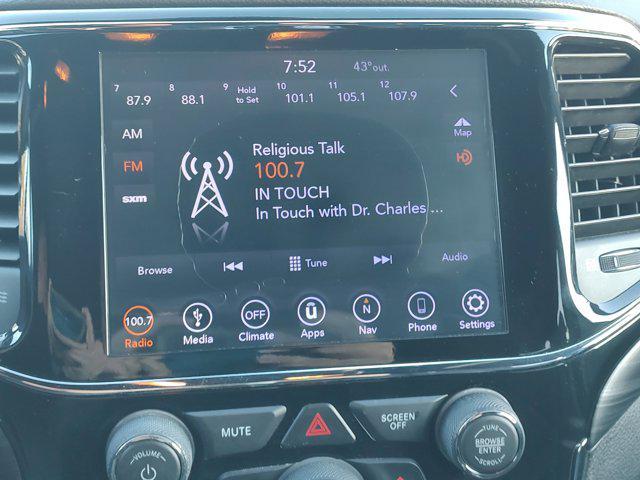 7:52 43° out.
7 87.9 8 88.1 9 Hold to Set 10 101.1 11 105.1 12 107.9
AM
Map
Religious Talk
FM
100.7
HD
IN TOUCH
sxm
In Touch with Dr. Charles ...
Browse Tune Audio
100.7 OFF N
Radio Media Climate Apps Nav Phone Settings
MUTE
SCREEN OFF
VOLUME
TUNE
BROWSE
ENTER
SCROLL